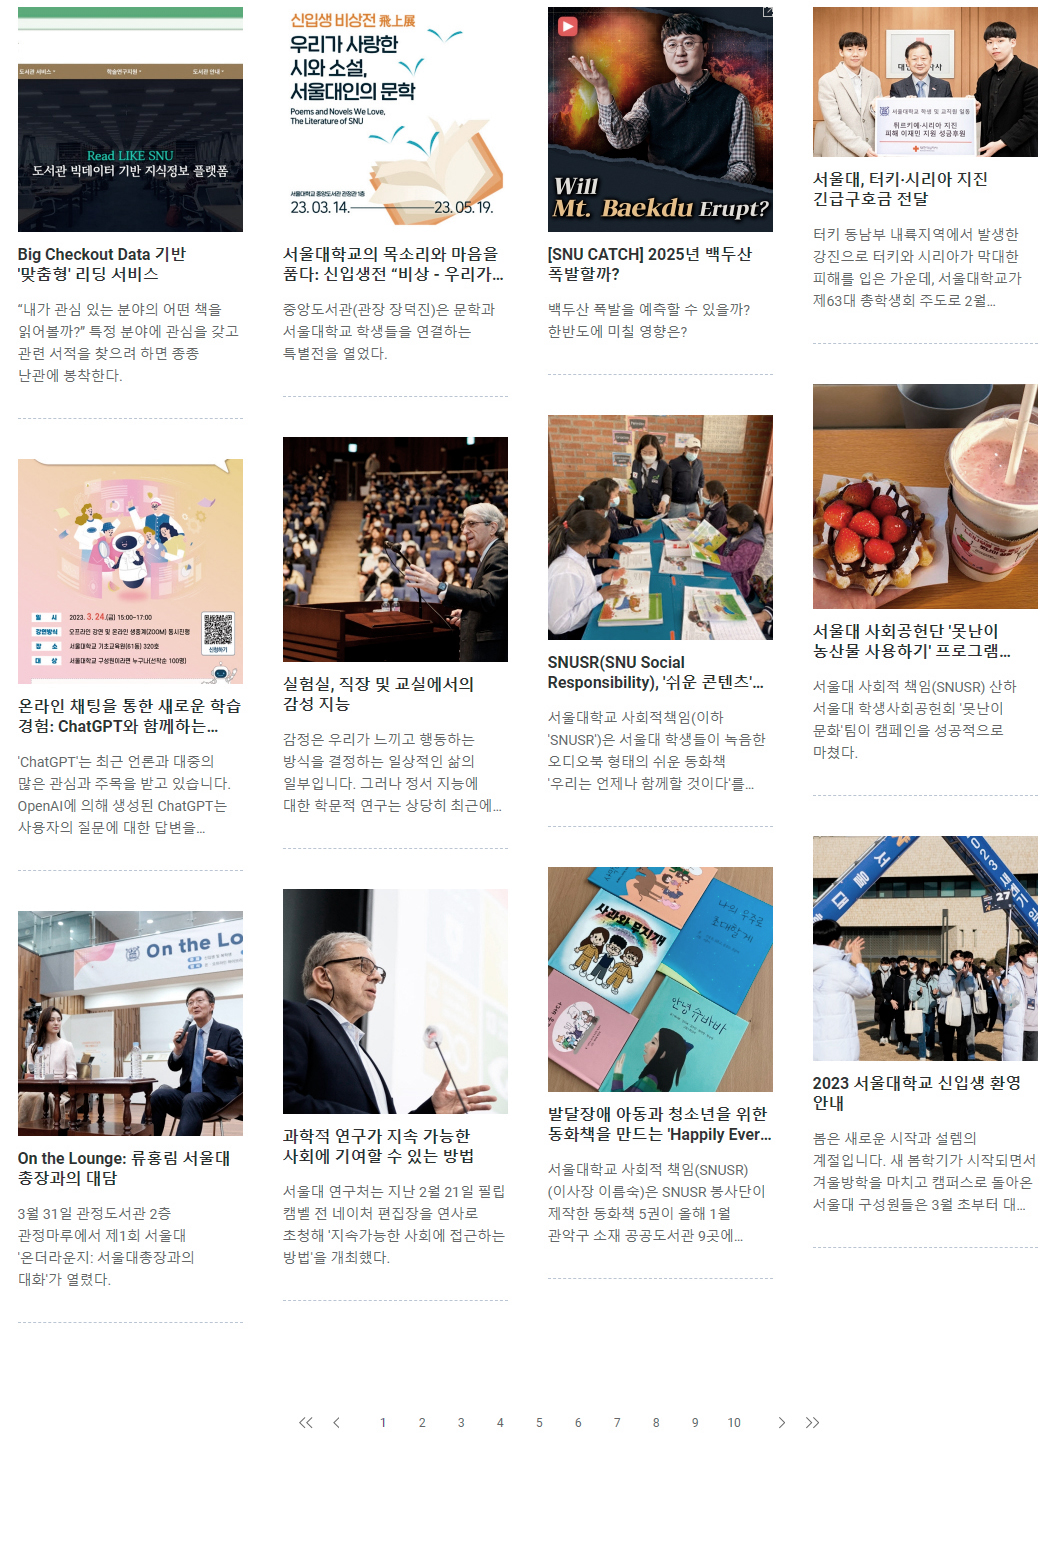 도서관 서비스
학술연구지원
도서관 안내
Read LIKE SNU
도서관 빅데이터 기반 지식정보 플랫폼
Big Checkout Data 기반
'맞춤형' 리딩 서비스
“내가 관심 있는 분야의 어떤 책을
읽어볼까?” 특정 분야에 관심을 갖고
관련 서적을 찾으려 하면 종종
난관에 봉착한다.
일 시 2023. 3. 24.(금) 15:00~17:00
강연방식 오프라인 강연 및 온라인 생중계(ZOOM) 동시진행
장 소 서울대학교 기초교육원(61동) 320호
대 상 서울대학교 구성원이라면 누구나(선착순 100명)
신청하기
온라인 채팅을 통한 새로운 학습
경험: ChatGPT와 함께하는...
'ChatGPT'는 최근 언론과 대중의
많은 관심과 주목을 받고 있습니다.
OpenAI에 의해 생성된 ChatGPT는
사용자의 질문에 대한 답변을...
On the Lo
On the Lounge: 류홍림 서울대
총장과의 대담
3월 31일 관정도서관 2층
관정마루에서 제1회 서울대
'온더라운지: 서울대총장과의
대화'가 열렸다.
신입생 비상전 飛上展
우리가 사랑한
시와 소설,
서울대인의 문학
Poems and Novels We Love,
The Literature of SNU
서울대학교 중앙도서관 관정관 1층
23. 03. 14. 23. 05. 19.
서울대학교의 목소리와 마음을
품다: 신입생전 “비상 - 우리가...
중앙도서관(관장 장덕진)은 문학과
서울대학교 학생들을 연결하는
특별전을 열었다.
실험실, 직장 및 교실에서의
감성 지능
감정은 우리가 느끼고 행동하는
방식을 결정하는 일상적인 삶의
일부입니다. 그러나 정서 지능에
대한 학문적 연구는 상당히 최근에...
과학적 연구가 지속 가능한
사회에 기여할 수 있는 방법
서울대 연구처는 지난 2월 21일 필립
캠벨 전 네이처 편집장을 연사로
초청해 '지속가능한 사회에 접근하는
방법'을 개최했다.
Will
Mt. Baekdu Erupt?
[SNU CATCH] 2025년 백두산
폭발할까?
백두산 폭발을 예측할 수 있을까?
한반도에 미칠 영향은?
SNUSR(SNU Social
Responsibility), '쉬운 콘텐츠'...
서울대학교 사회적책임(이하
'SNUSR')은 서울대 학생들이 녹음한
오디오북 형태의 쉬운 동화책
'우리는 언제나 함께할 것이다'를...
사과와 무지개
나의 우주로
초대할게
안녕 슈바바
발달장애 아동과 청소년을 위한
동화책을 만드는 'Happily Ever...
서울대학교 사회적 책임(SNUSR)
(이사장 이름숙)은 SNUSR 봉사단이
제작한 동화책 5권이 올해 1월
관악구 소재 공공도서관 9곳에...
서울대학교 학생 및 교직원 일동
튀르키예·시리아 지진
피해 이재민 지원 성금후원
서울대, 터키·시리아 지진
긴급구호금 전달
터키 동남부 내륙지역에서 발생한
강진으로 터키와 시리아가 막대한
피해를 입은 가운데, 서울대학교가
제63대 총학생회 주도로 2월...
서울대 사회공헌단 '못난이
농산물 사용하기' 프로그램...
서울대 사회적 책임(SNUSR) 산하
서울대 학생사회공헌회 '못난이
문화'팀이 캠페인을 성공적으로
마쳤다.
27
2023 서울대학교 신입생 환영
안내
봄은 새로운 시작과 설렘의
계절입니다. 새 봄학기가 시작되면서
겨울방학을 마치고 캠퍼스로 돌아온
서울대 구성원들은 3월 초부터 대...
1 2 3 4 5 6 7 8 9 10